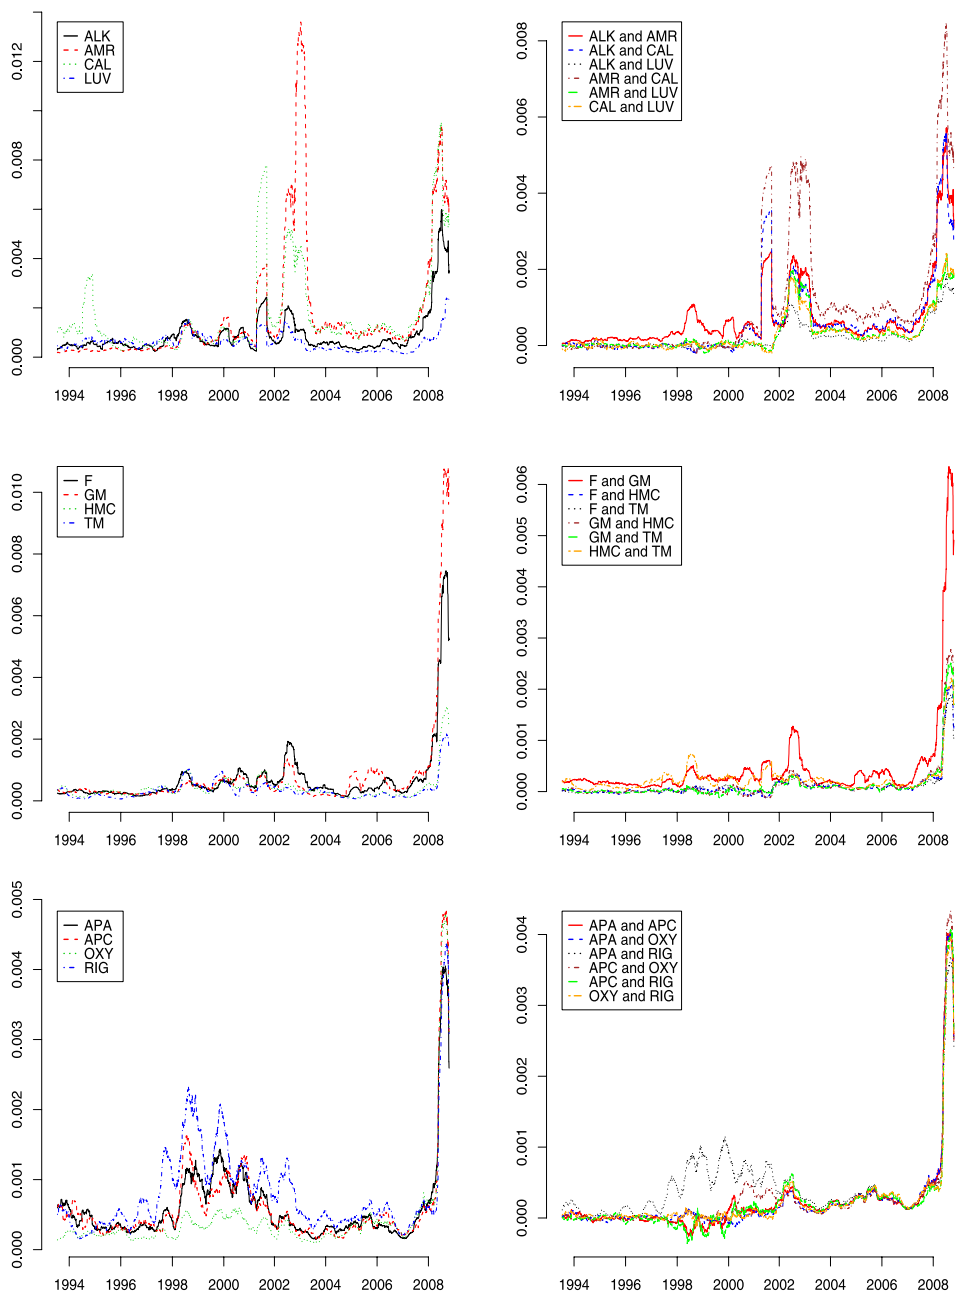 ALK
AMR
CAL
LUV
0.000
0.004
0.008
0.012
1994 1996 1998 2000 2002 2004 2006 2008
ALK and AMR
ALK and CAL
ALK and LUV
AMR and CAL
AMR and LUV
CAL and LUV
0.000
0.002
0.004
0.006
0.008
1994 1996 1998 2000 2002 2004 2006 2008
F
GM
HMC
TM
0.000
0.002
0.004
0.006
0.008
0.010
1994 1996 1998 2000 2002 2004 2006 2008
F and GM
F and HMC
F and TM
GM and HMC
GM and TM
HMC and TM
0.000
0.001
0.002
0.003
0.004
0.005
0.006
1994 1996 1998 2000 2002 2004 2006 2008
APA
APC
OXY
RIG
0.000
0.001
0.002
0.003
0.004
0.005
1994 1996 1998 2000 2002 2004 2006 2008
APA and APC
APA and OXY
APA and RIG
APC and OXY
APC and RIG
OXY and RIG
0.000
0.001
0.002
0.003
0.004
1994 1996 1998 2000 2002 2004 2006 2008